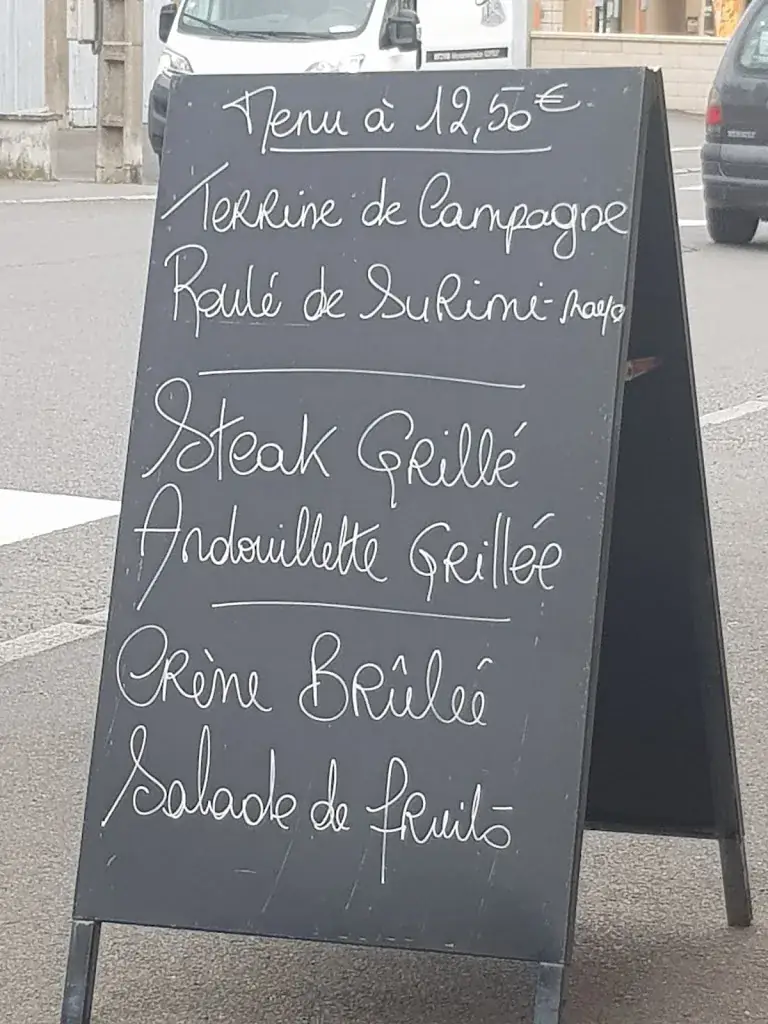 Menu à 12,50€
Terrine de Campagne
Roulé de Surimi-mayo
Steak Grillé
Andouillette Grillée
Crème Brûlée
Salade de fruits
RENAULT